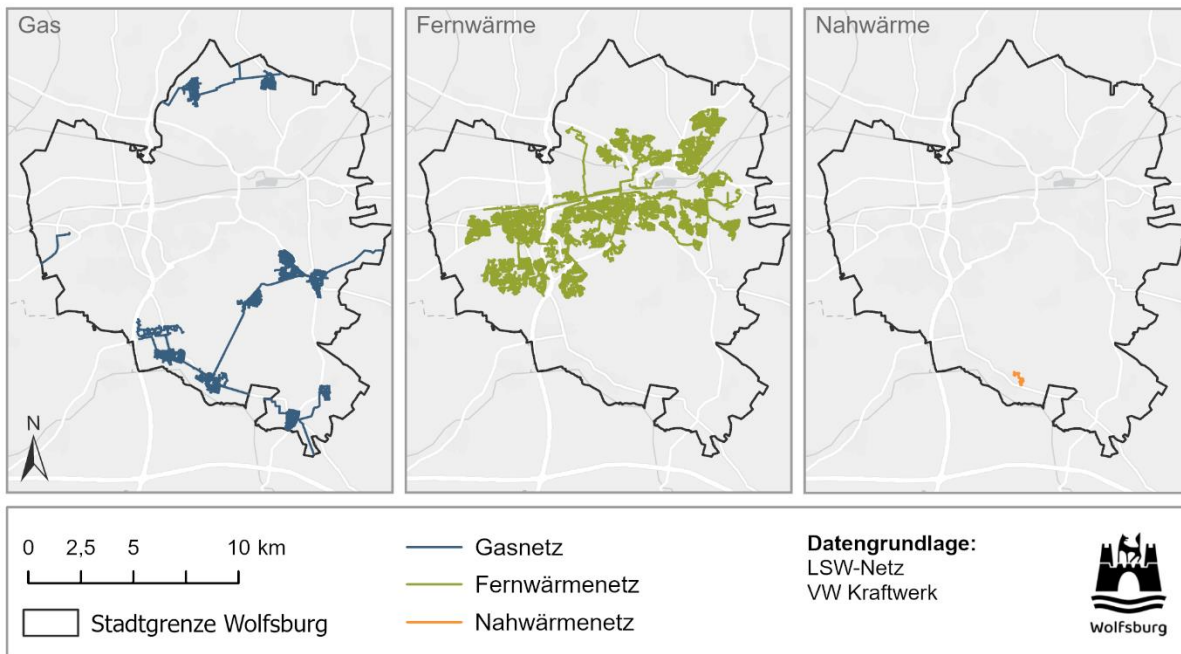 Gas
Fernwärme
Nahwärme
N
0 2,5 5 10 km
Stadtgrenze Wolfsburg
Gasnetz
Fernwärmenetz
Nahwärmenetz
Datengrundlage:
LSW-Netz
VW Kraftwerk
Wolfsburg